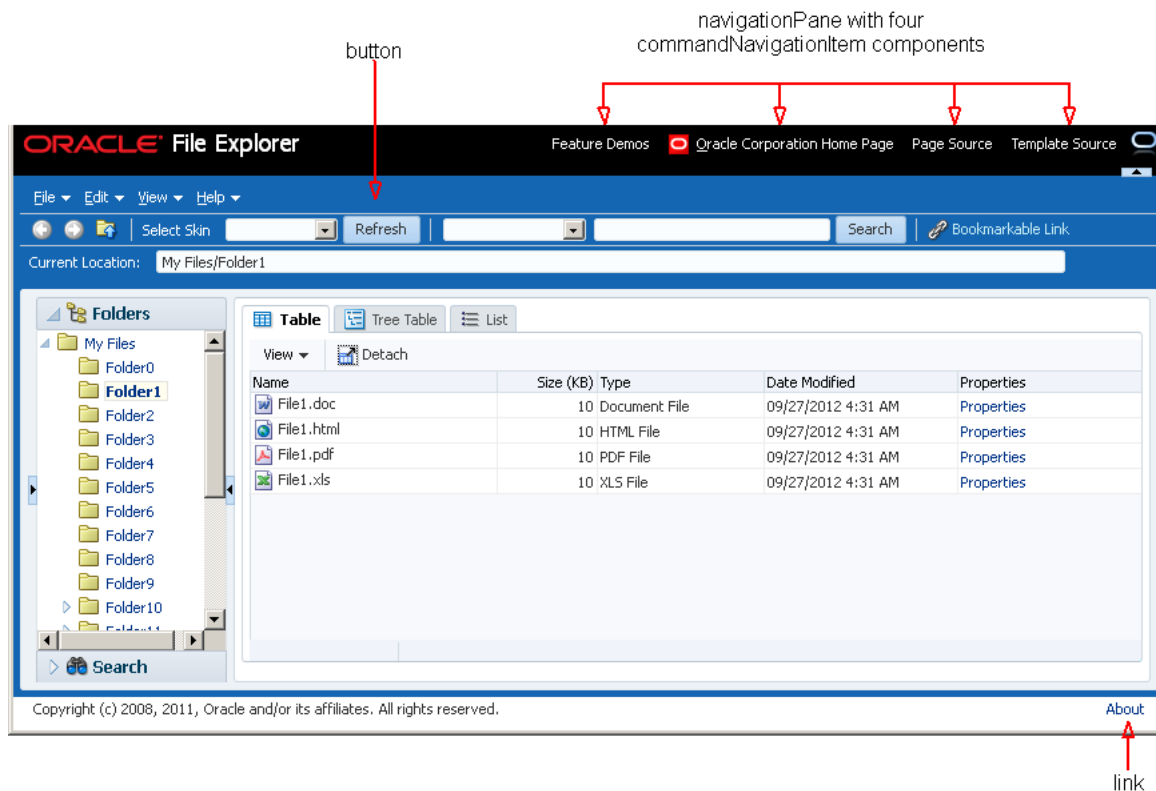 navigationPane with four
commandNavigationItem components
button
ORACLE File Explorer
Feature Demos Oracle Corporation Home Page Page Source Template Source
File Edit View Help
Select Skin Refresh Search Bookmarkable Link
Current Location: My Files/Folder1
Folders
My Files
Folder0
Folder1
Folder2
Folder3
Folder4
Folder5
Folder6
Folder7
Folder8
Folder9
Folder10
Search
Table Tree Table List
View Detach
Name Size (KB) Type Date Modified Properties
File1.doc 10 Document File 09/27/2012 4:31 AM Properties
File1.html 10 HTML File 09/27/2012 4:31 AM Properties
File1.pdf 10 PDF File 09/27/2012 4:31 AM Properties
File1.xls 10 XLS File 09/27/2012 4:31 AM Properties
Copyright (c) 2008, 2011, Oracle and/or its affiliates. All rights reserved.
About
link